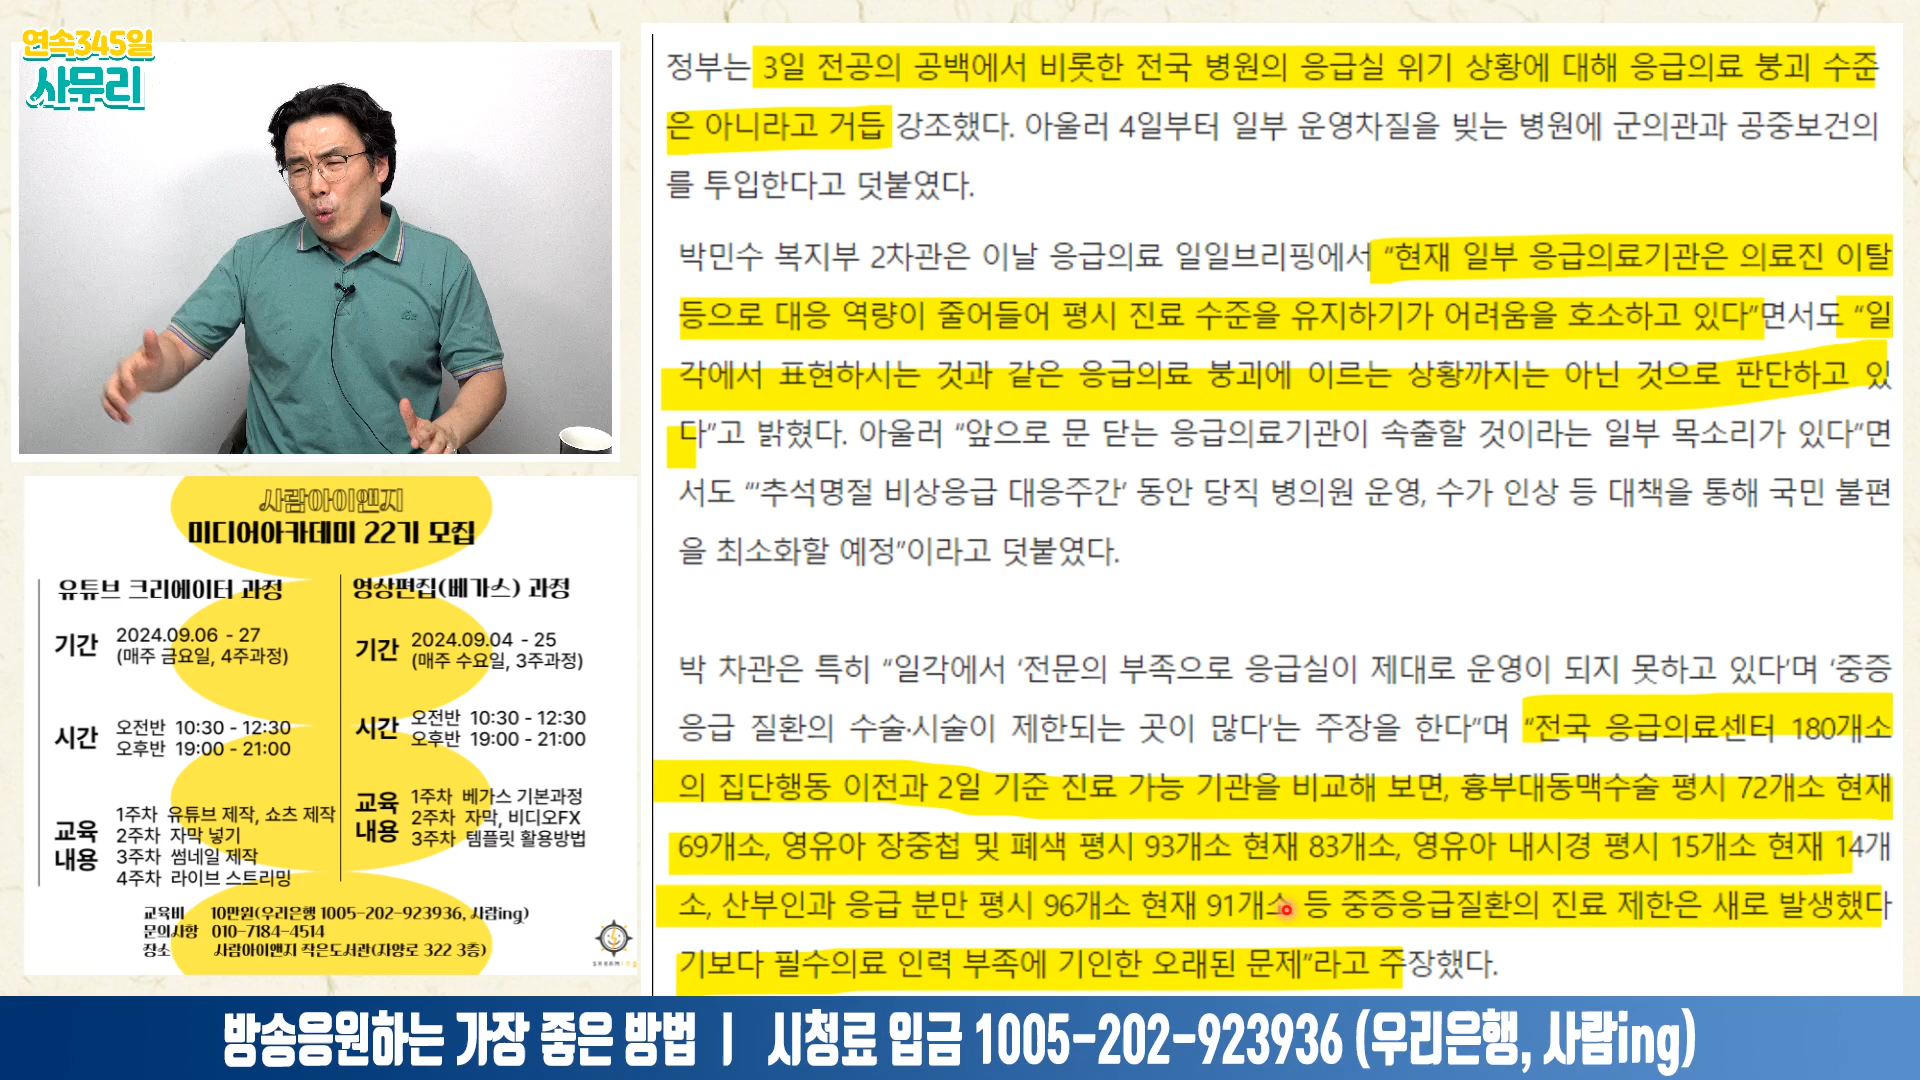 연속345일
사무리
정부는 3일 전공의 공백에서 비롯한 전국 병원의 응급실 위기 상황에 대해 응급의료 붕괴 수준
은 아니라고 거듭 강조했다. 아울러 4일부터 일부 운영차질을 빚는 병원에 군의관과 공중보건의
를 투입한다고 덧붙였다.
박민수 복지부 2차관은 이날 응급의료 일일브리핑에서 “현재 일부 응급의료기관은 의료진 이탈
등으로 대응 역량이 줄어들어 평시 진료 수준을 유지하기가 어려움을 호소하고 있다”면서도 “일
각에서 표현하시는 것과 같은 응급의료 붕괴에 이르는 상황까지는 아닌 것으로 판단하고 있
다”고 밝혔다. 아울러 “앞으로 문 닫는 응급의료기관이 속출할 것이라는 일부 목소리가 있다”면
서도 “‘추석명절 비상응급 대응주간’ 동안 당직 병의원 운영, 수가 인상 등 대책을 통해 국민 불편
을 최소화할 예정”이라고 덧붙였다.
박 차관은 특히 “일각에서 ‘전문의 부족으로 응급실이 제대로 운영이 되지 못하고 있다’며 ‘중증
응급 질환의 수술·시술이 제한되는 곳이 많다’는 주장을 한다”며 “전국 응급의료센터 180개소
의 집단행동 이전과 2일 기준 진료 가능 기관을 비교해 보면, 흉부대동맥수술 평시 72개소 현재
69개소, 영유아 장중첩 및 폐색 평시 93개소 현재 83개소, 영유아 내시경 평시 15개소 현재 14개
소, 산부인과 응급 분만 평시 96개소 현재 91개소 등 중증응급질환의 진료 제한은 새로 발생했다
기보다 필수의료 인력 부족에 기인한 오래된 문제”라고 주장했다.
사람아이앤지
미디어아카데미 22기 모집
유튜브 크리에이터 과정
기간
2024.09.06 - 27
(매주 금요일, 4주과정)
시간
오전반 10:30 - 12:30
오후반 19:00 - 21:00
교육
내용
1주차 유튜브 제작, 쇼츠 제작
2주차 자막 넣기
3주차 썸네일 제작
4주차 라이브 스트리밍
영상편집(베가스) 과정
기간
2024.09.04 - 25
(매주 수요일, 3주과정)
시간
오전반 10:30 - 12:30
오후반 19:00 - 21:00
교육
내용
1주차 베가스 기본과정
2주차 자막, 비디오FX
3주차 템플릿 활용방법
교육비 10만원(우리은행 1005-202-923936, 사람ing)
문의사항 010-7184-4514
장소 사람아이앤지 작은도서관(자양로 322 3층)
방송응원하는 가장 좋은 방법 | 시청료 입금 1005-202-923936 (우리은행, 사람ing)